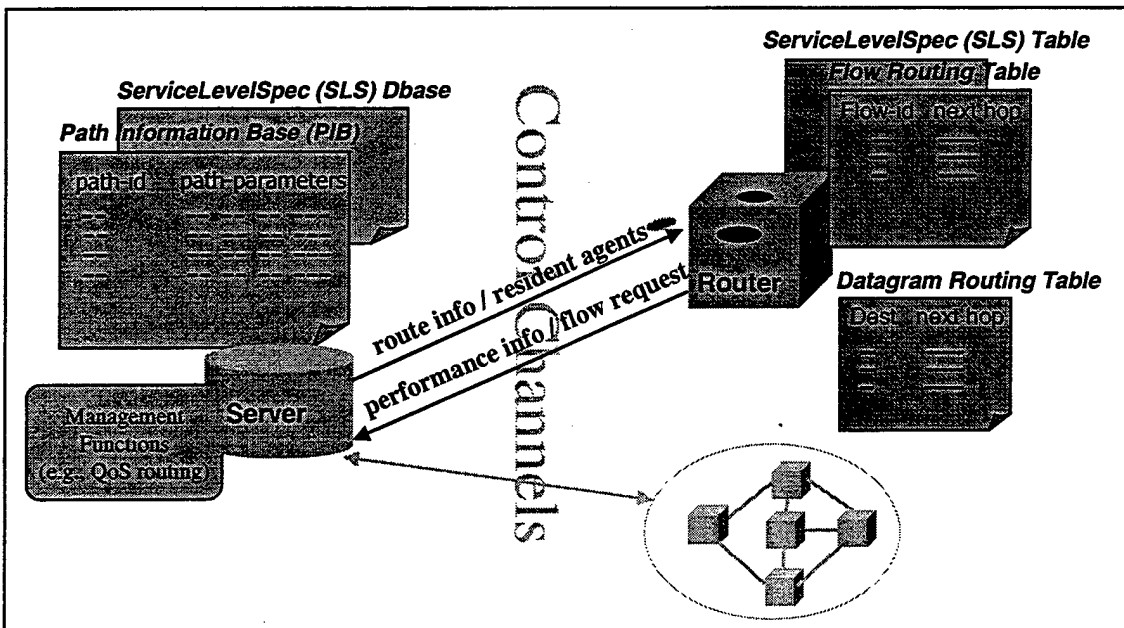 ServiceLevelSpec (SLS) Dbase
Path Information Base (PIB)
path-id path-parameters
Server
Management
Functions
(e.g., QoS routing)
Control Channels
route info / resident agents
performance info / flow request
ServiceLevelSpec (SLS) Table
Flow Routing Table
Flow-id next hop
Router
Datagram Routing Table
Dest next hop